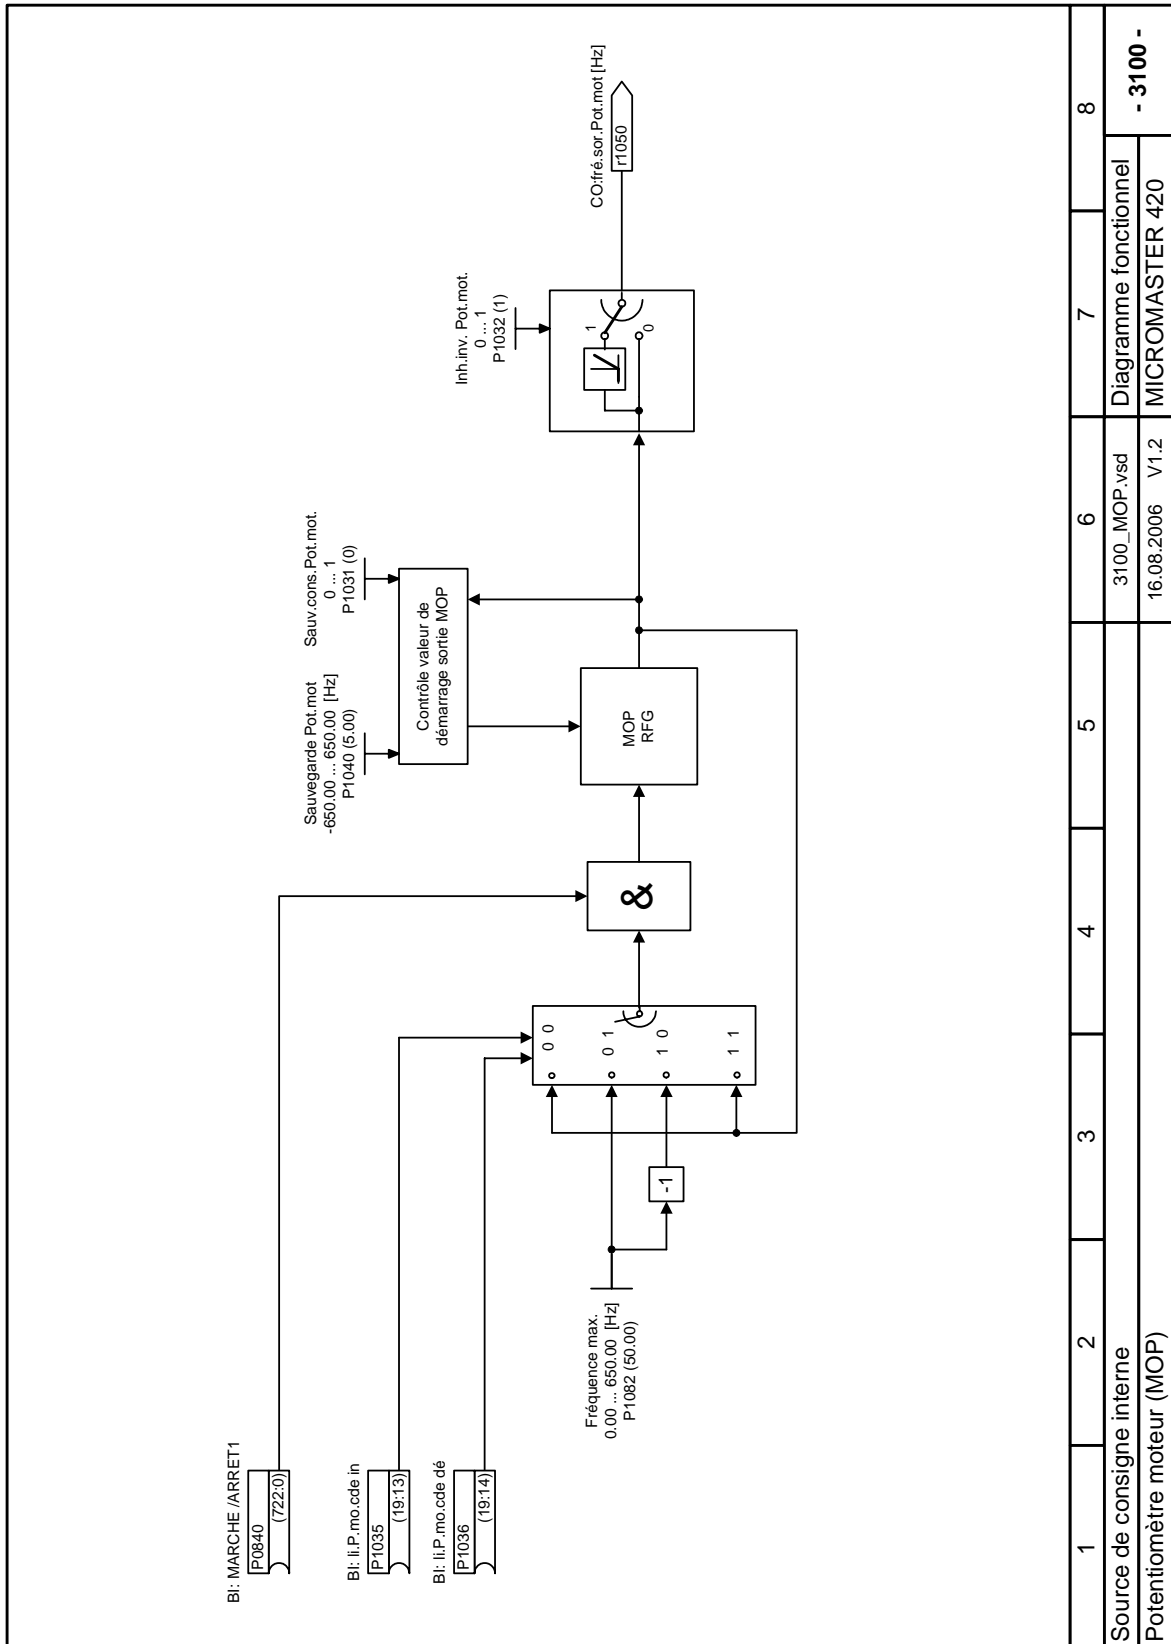 BI: MARCHE /ARRET1
P0840
(722:0)
BI: li.P.mo.cde in
P1035
(19:13)
BI: li.P.mo.cde dé
P1036
(19:14)
Fréquence max.
0.00 ... 650.00 [Hz]
P1082 (50.00)
-1
0 0
0 1
1 0
1 1
&
Sauvegarde Pot.mot
-650.00 ... 650.00 [Hz]
P1040 (5.00)
Sauv.cons.Pot.mot.
0 ... 1
P1031 (0)
Contrôle valeur de
démarrage sortie MOP
MOP
RFG
Inh.inv. Pot.mot.
0 ... 1
P1032 (1)
1
0
CO:fré.sor.Pot.mot [Hz]
r1050
1 2 3 4 5 6 7 8
Source de consigne interne
3100_MOP.vsd
Diagramme fonctionnel
- 3100 -
Potentiomètre moteur (MOP)
16.08.2006 V1.2
MICROMASTER 420